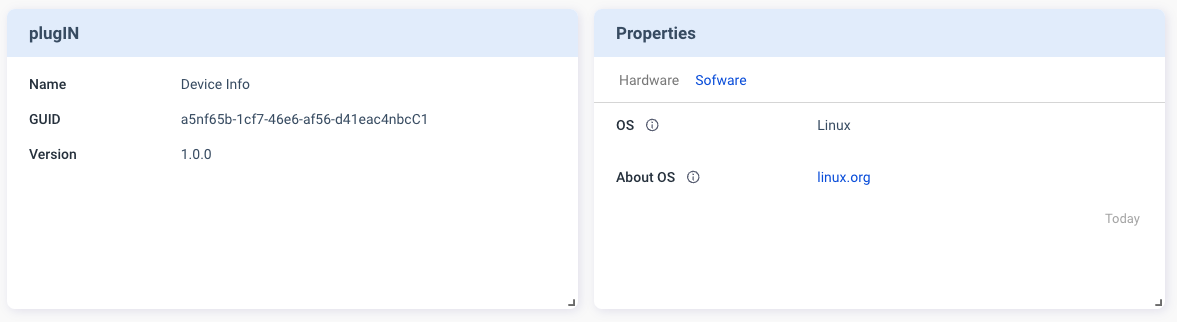 plugIN
Name Device Info
GUID a5nf65b-1cf7-46e6-af56-d41eac4nbcC1
Version 1.0.0
Properties
Hardware Sofware
OS Linux
About OS linux.org
Today